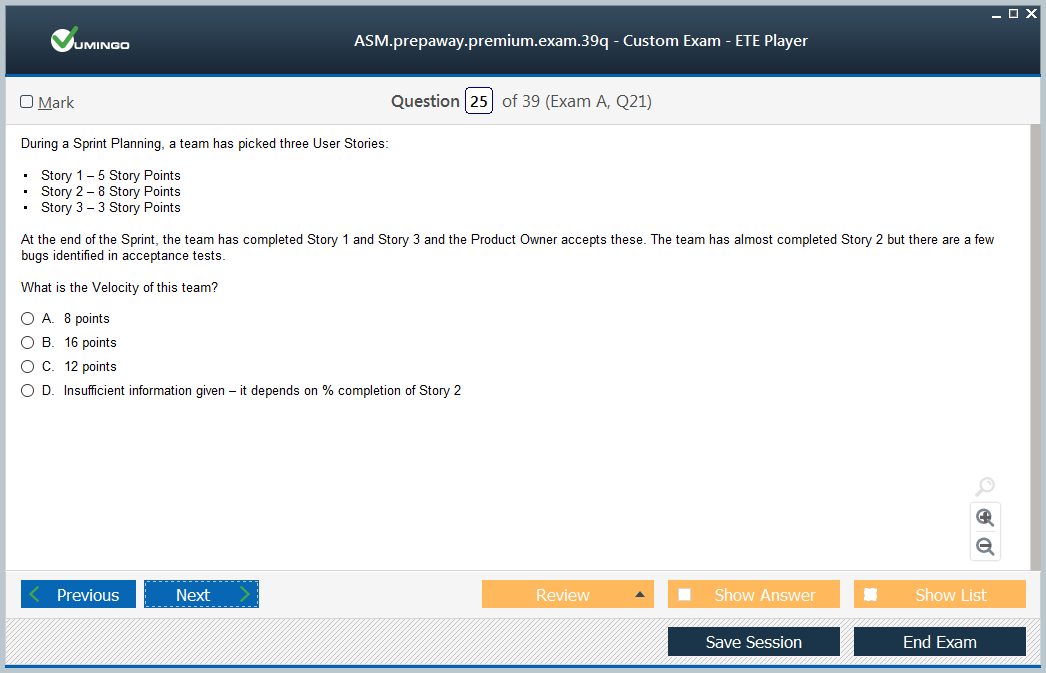 VUMINGO
ASM.prepaway.premium.exam.39q - Custom Exam - ETE Player
Mark
Question 25 of 39 (Exam A, Q21)
During a Sprint Planning, a team has picked three User Stories:
• Story 1 – 5 Story Points
• Story 2 – 8 Story Points
• Story 3 – 3 Story Points
At the end of the Sprint, the team has completed Story 1 and Story 3 and the Product Owner accepts these. The team has almost completed Story 2 but there are a few
bugs identified in acceptance tests.
What is the Velocity of this team?
A. 8 points
B. 16 points
C. 12 points
D. Insufficient information given – it depends on % completion of Story 2
Previous
Next
Review
Show Answer
Show List
Save Session
End Exam